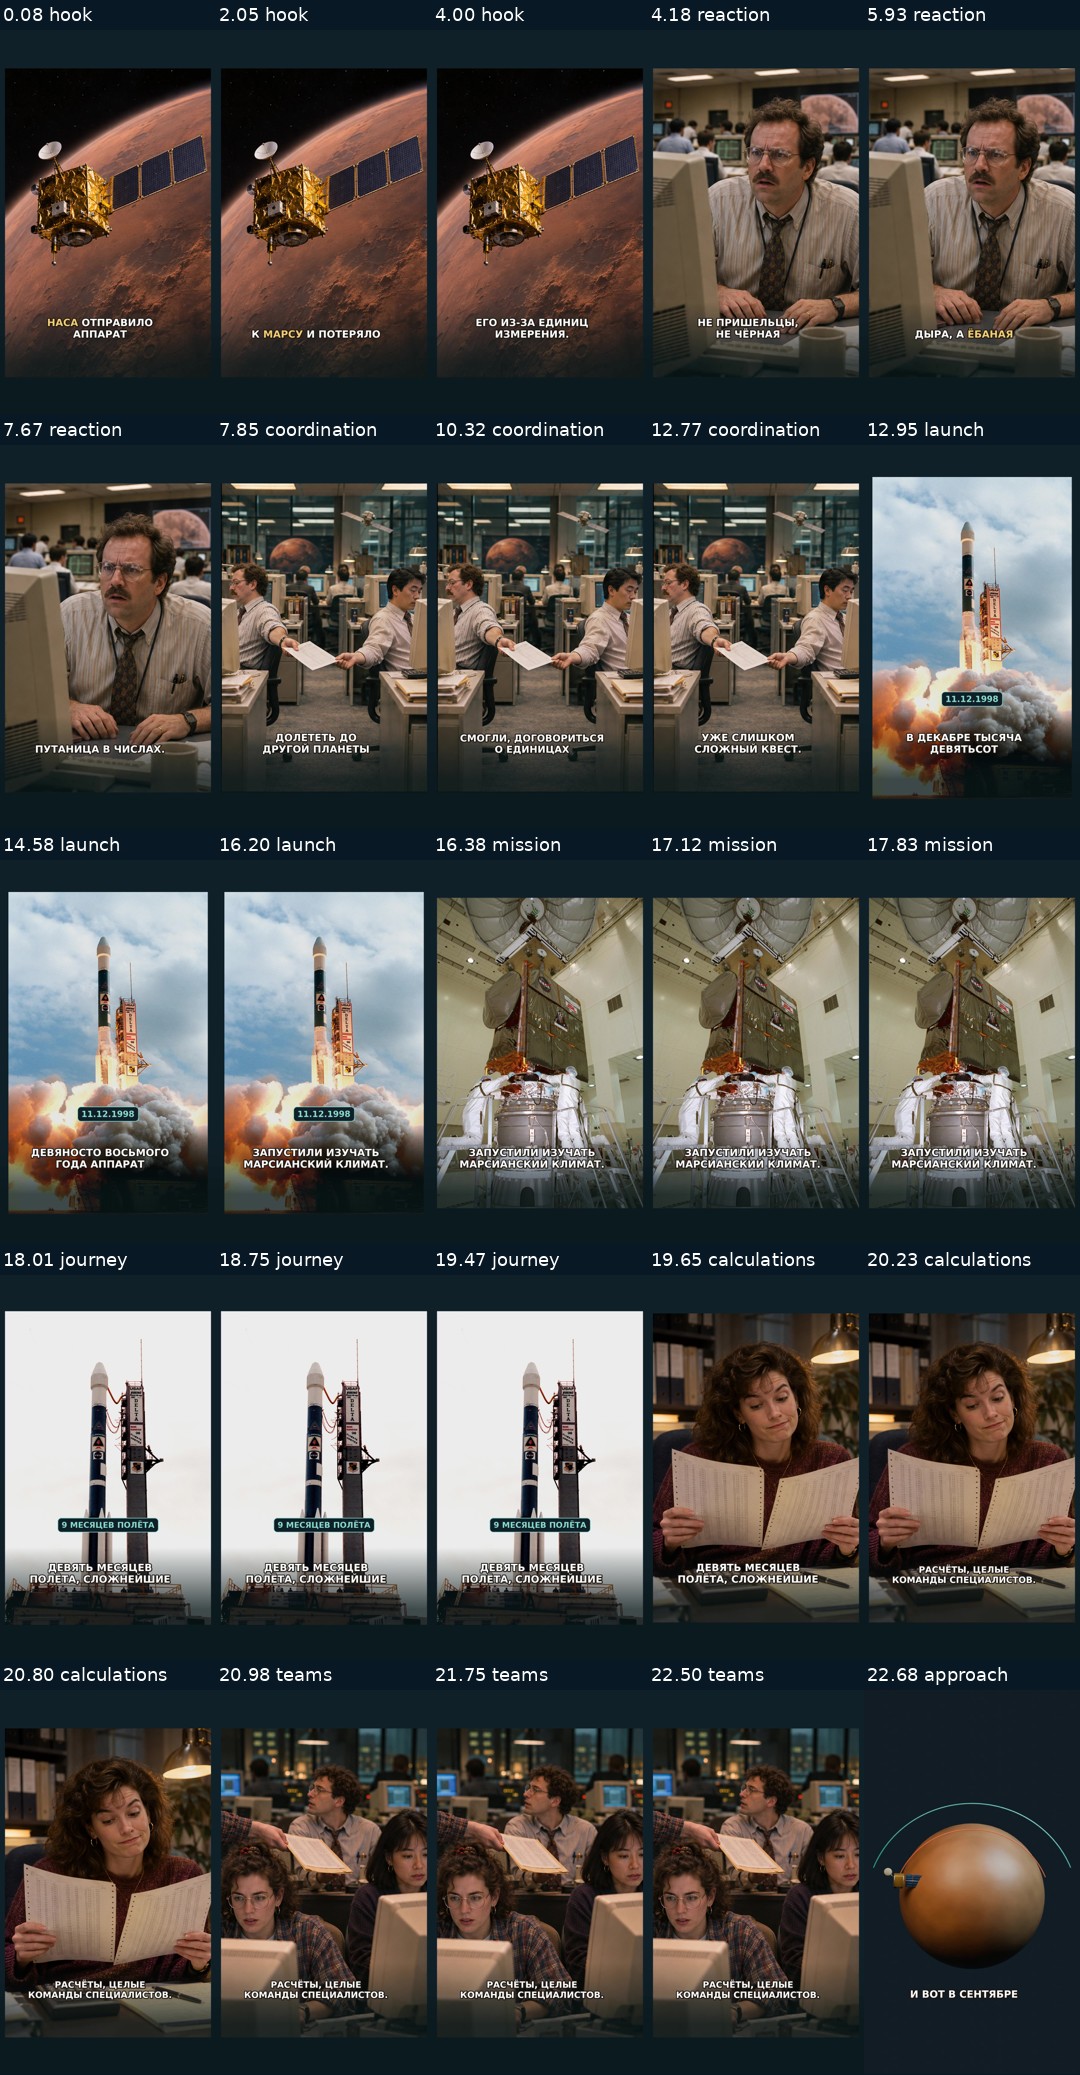 0.08 hook
2.05 hook
4.00 hook
4.18 reaction
5.93 reaction
НАСА ОТПРАВИЛО
АППАРАТ
К МАРСУ И ПОТЕРЯЛО
ЕГО ИЗ-ЗА ЕДИНИЦ
ИЗМЕРЕНИЯ.
НЕ ПРИШЕЛЬЦЫ,
НЕ ЧЁРНАЯ
ДЫРА, А ЁБАНАЯ
7.67 reaction
7.85 coordination
10.32 coordination
12.77 coordination
12.95 launch
ПУТАНИЦА В ЧИСЛАХ.
ДОЛЕТЕТЬ ДО
ДРУГОЙ ПЛАНЕТЫ
СМОГЛИ, ДОГОВОРИТЬСЯ
О ЕДИНИЦАХ
УЖЕ СЛИШКОМ
СЛОЖНЫЙ КВЕСТ.
11.12.1998
В ДЕКАБРЕ ТЫСЯЧА
ДЕВЯТЬСОТ
14.58 launch
16.20 launch
16.38 mission
17.12 mission
17.83 mission
11.12.1998
ДЕВЯНОСТО ВОСЬМОГО
ГОДА АППАРАТ
11.12.1998
ЗАПУСТИЛИ ИЗУЧАТЬ
МАРСИАНСКИЙ КЛИМАТ.
ЗАПУСТИЛИ ИЗУЧАТЬ
МАРСИАНСКИЙ КЛИМАТ.
ЗАПУСТИЛИ ИЗУЧАТЬ
МАРСИАНСКИЙ КЛИМАТ.
ЗАПУСТИЛИ ИЗУЧАТЬ
МАРСИАНСКИЙ КЛИМАТ.
18.01 journey
18.75 journey
19.47 journey
19.65 calculations
20.23 calculations
DELTA
9 МЕСЯЦЕВ ПОЛЁТА
ДЕВЯТЬ МЕСЯЦЕВ
ПОЛЁТА, СЛОЖНЕЙШИЕ
DELTA
9 МЕСЯЦЕВ ПОЛЁТА
ДЕВЯТЬ МЕСЯЦЕВ
ПОЛЁТА, СЛОЖНЕЙШИЕ
DELTA
9 МЕСЯЦЕВ ПОЛЁТА
ДЕВЯТЬ МЕСЯЦЕВ
ПОЛЁТА, СЛОЖНЕЙШИЕ
ДЕВЯТЬ МЕСЯЦЕВ
ПОЛЁТА, СЛОЖНЕЙШИЕ
РАСЧЁТЫ, ЦЕЛЫЕ
КОМАНДЫ СПЕЦИАЛИСТОВ.
20.80 calculations
20.98 teams
21.75 teams
22.50 teams
22.68 approach
РАСЧЁТЫ, ЦЕЛЫЕ
КОМАНДЫ СПЕЦИАЛИСТОВ.
РАСЧЁТЫ, ЦЕЛЫЕ
КОМАНДЫ СПЕЦИАЛИСТОВ.
РАСЧЁТЫ, ЦЕЛЫЕ
КОМАНДЫ СПЕЦИАЛИСТОВ.
РАСЧЁТЫ, ЦЕЛЫЕ
КОМАНДЫ СПЕЦИАЛИСТОВ.
И ВОТ В СЕНТЯБРЕ